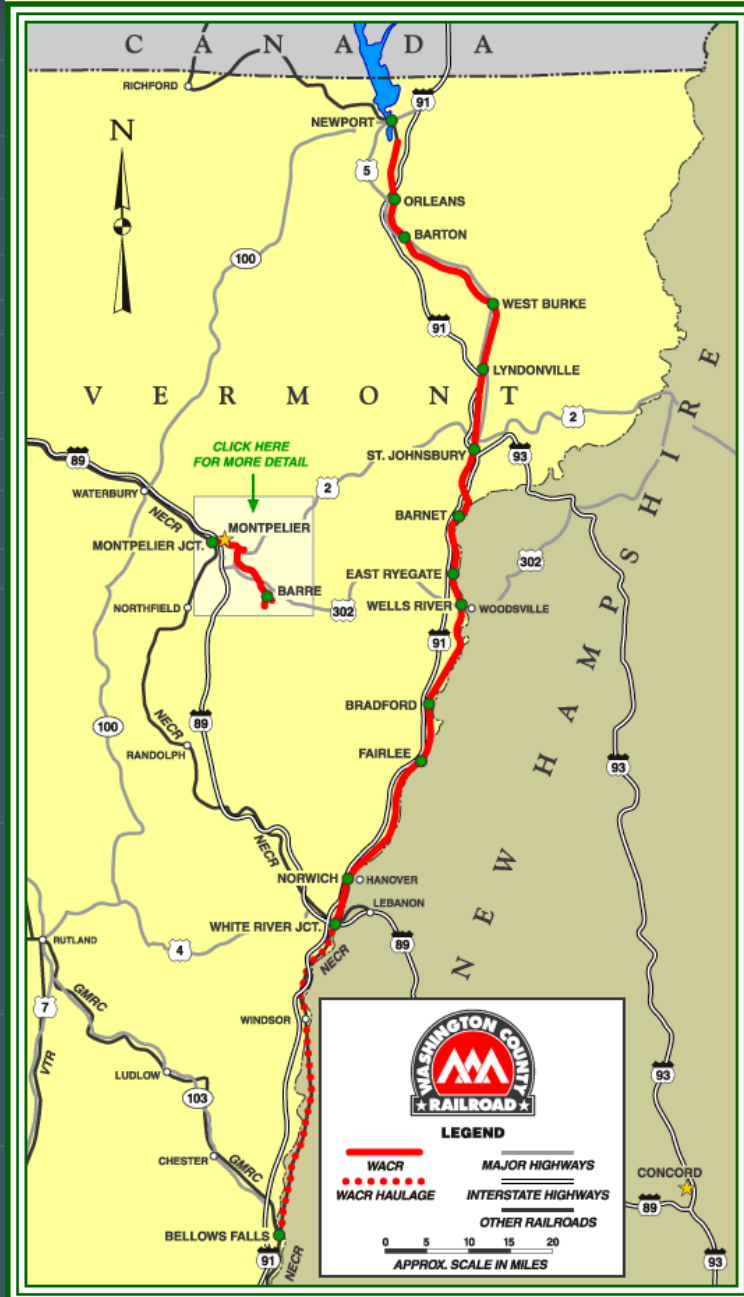 C A N A D A
RICHFORD
91
NEWPORT
N
5
ORLEANS
BARTON
100
WEST BURKE
91
LYNDONVILLE
V E R M O N T
2
CLICK HERE
FOR MORE DETAIL
ST. JOHNSBURY
93
89
2
WATERBURY
NECR
MONTPELIER
BARNET
MONTPELIER JCT.
302
EAST RYEGATE
BARRE
WELLS RIVER
WOODSVILLE
NORTHFIELD
302
91
BRADFORD
89
NECR
100
RANDOLPH
FAIRLEE
93
N E W H A M P S H I R E
NECR
NORWICH
HANOVER
LEBANON
WHITE RIVER JCT.
RUTLAND
4
89
NECR
GMRC
7
WINDSOR
VTR
LUDLOW
103
93
CHESTER
GMRC
CONCORD
89
BELLOWS FALLS
91
NECR
93
WASHINGTON COUNTY
RAILROAD
LEGEND
WACR
MAJOR HIGHWAYS
WACR HAULAGE
INTERSTATE HIGHWAYS
OTHER RAILROADS
0 5 10 15 20
APPROX. SCALE IN MILES